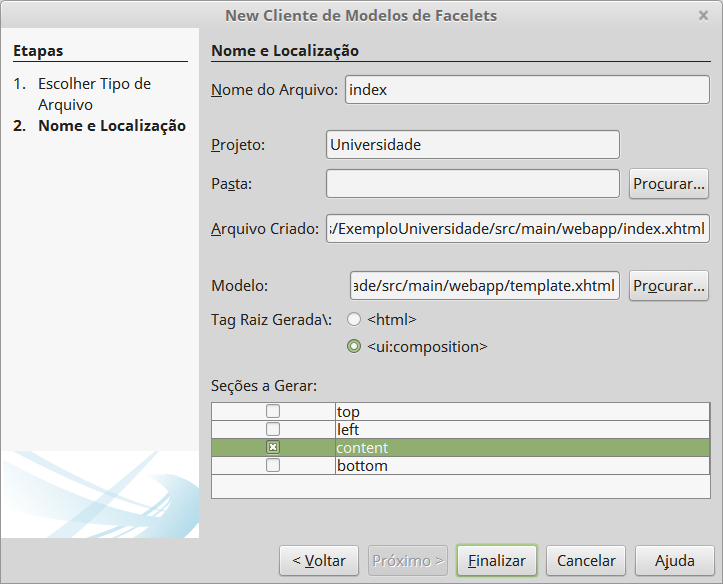 New Cliente de Modelos de Facelets
Etapas
1. Escolher Tipo de
Arquivo
2. Nome e Localização
Nome e Localização
Nome do Arquivo: index
Projeto: Universidade
Pasta: Procurar...
Arquivo Criado: s/ExemploUniversidade/src/main/webapp/index.xhtml
Modelo: ade/src/main/webapp/template.xhtml Procurar...
Tag Raiz Gerada\: <html>
<ui:composition>
Seções a Gerar:
top
left
content
bottom
< Voltar Próximo > Finalizar Cancelar Ajuda